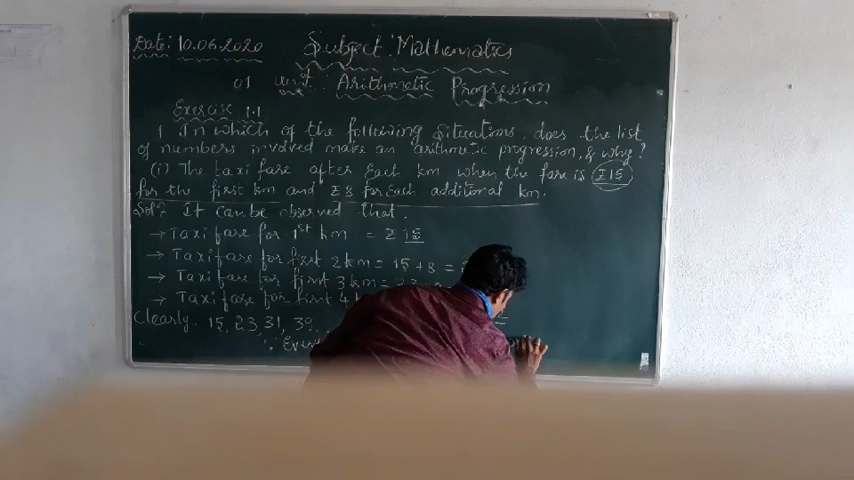 Date: 10.06.2020 Subject: Mathematics
01 unit: Arithmetic Progression
Exercise 1.1
1. In which of the following situations, does the list
of numbers involved make an arithmetic progression, & why?
(i) The taxi fare after Each km when the fare is ₹15
for the first km and ₹8 for Each additional km.
Sol:- It can be observed that.
→ Taxi fare for 1st km = ₹ 15
→ Taxi fare for first 2 km = 15 + 8 =
→ Taxi fare for first 3 km = 23
→ Taxi fare for first 4
Clearly 15, 23, 31, 39.
∵